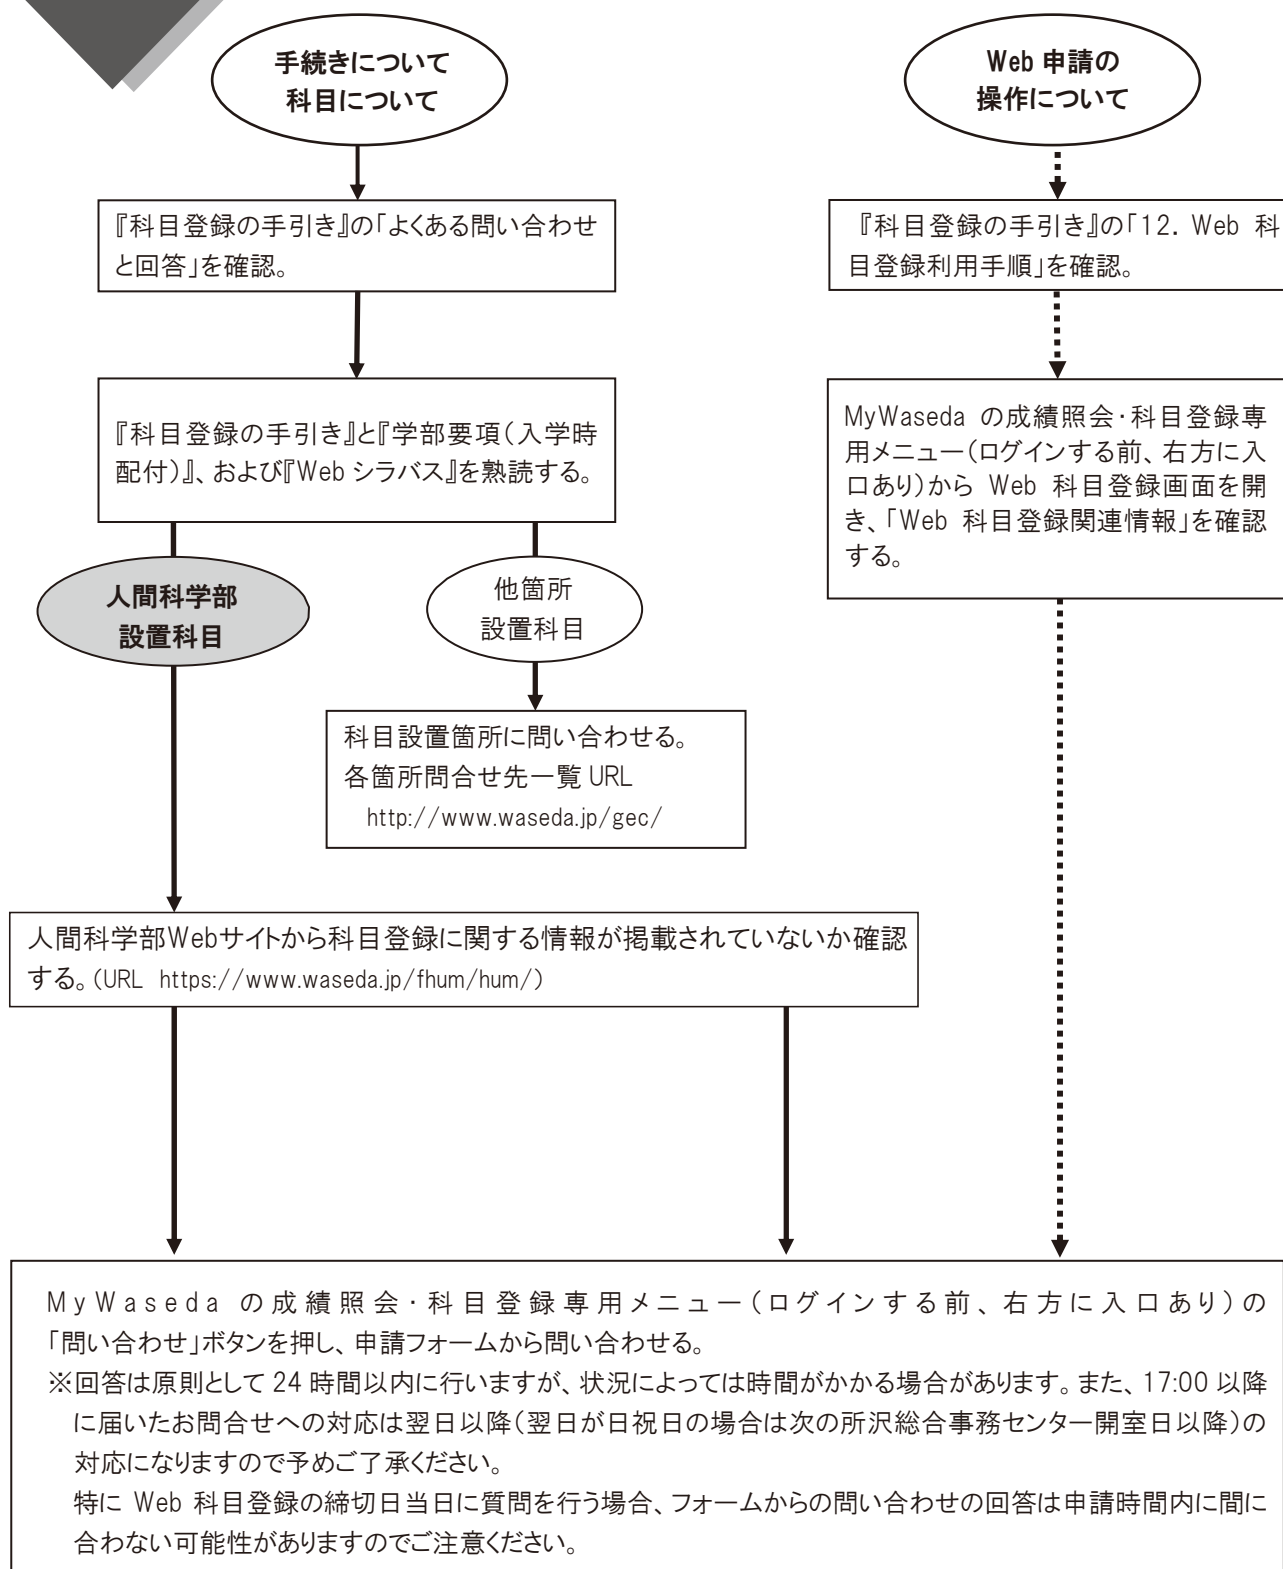 手続きについて
科目について
Web 申請の
操作について
『科目登録の手引き』の「よくある問い合わせ
と回答」を確認。
『科目登録の手引き』の「12. Web 科
目登録利用手順」を確認。
『科目登録の手引き』と『学部要項（入学時
配付）』、および『Web シラバス』を熟読する。
MyWaseda の成績照会・科目登録専
用メニュー（ログインする前、右方に入
口あり）から Web 科目登録画面を開
き、「Web 科目登録関連情報」を確認
する。
人間科学部
設置科目
他箇所
設置科目
科目設置箇所に問い合わせる。
各箇所問合せ先一覧 URL
http://www.waseda.jp/gec/
人間科学部Webサイトから科目登録に関する情報が掲載されていないか確認
する。（URL https://www.waseda.jp/fhum/hum/）
MyWaseda の成績照会・科目登録専用メニュー（ログインする前、右方に入口あり）の
「問い合わせ」ボタンを押し、申請フォームから問い合わせる。
※回答は原則として 24 時間以内に行いますが、状況によっては時間がかかる場合があります。また、17:00 以降
に届いたお問合せへの対応は翌日以降（翌日が日祝日の場合は次の所沢総合事務センター開室日以降）の
対応になりますので予めご了承ください。
特に Web 科目登録の締切日当日に質問を行う場合、フォームからの問い合わせの回答は申請時間内に間に
合わない可能性がありますのでご注意ください。